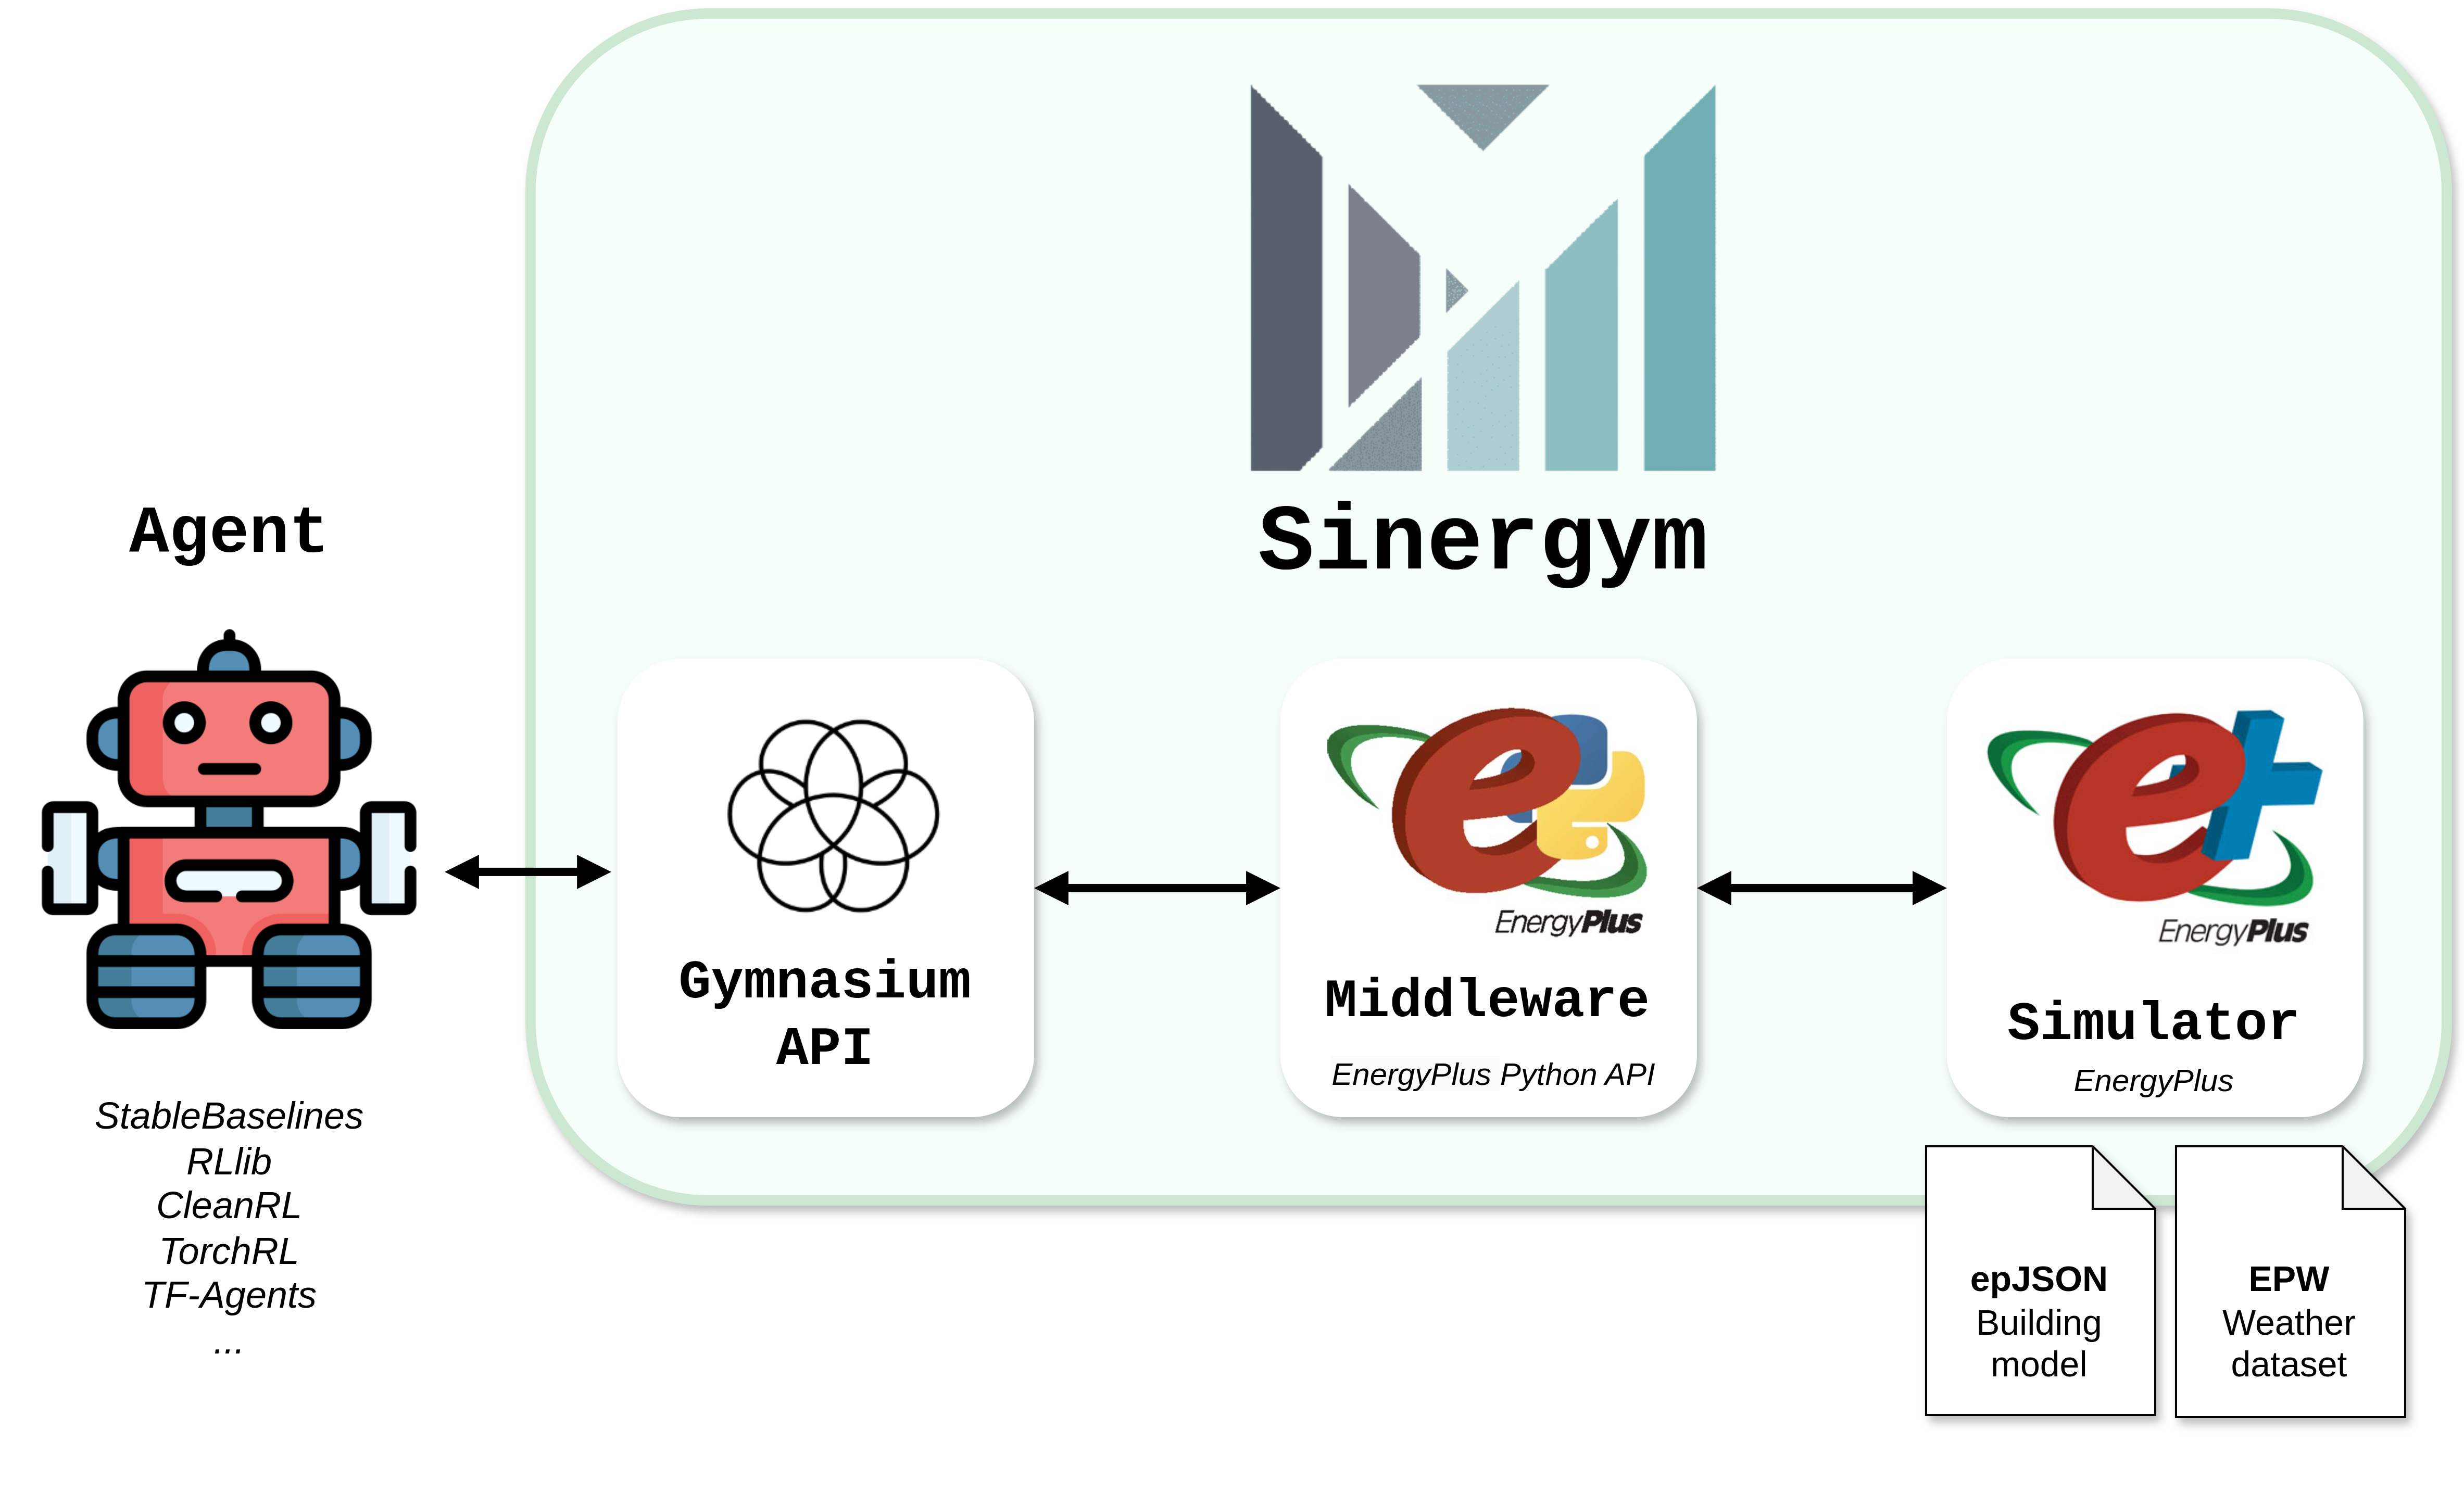 Sinergym
Agent
StableBaselines
RLlib
CleanRL
TorchRL
TF-Agents
...
Gymnasium
API
EnergyPlus
Middleware
EnergyPlus Python API
EnergyPlus
Simulator
EnergyPlus
epJSON
Building
model
EPW
Weather
dataset